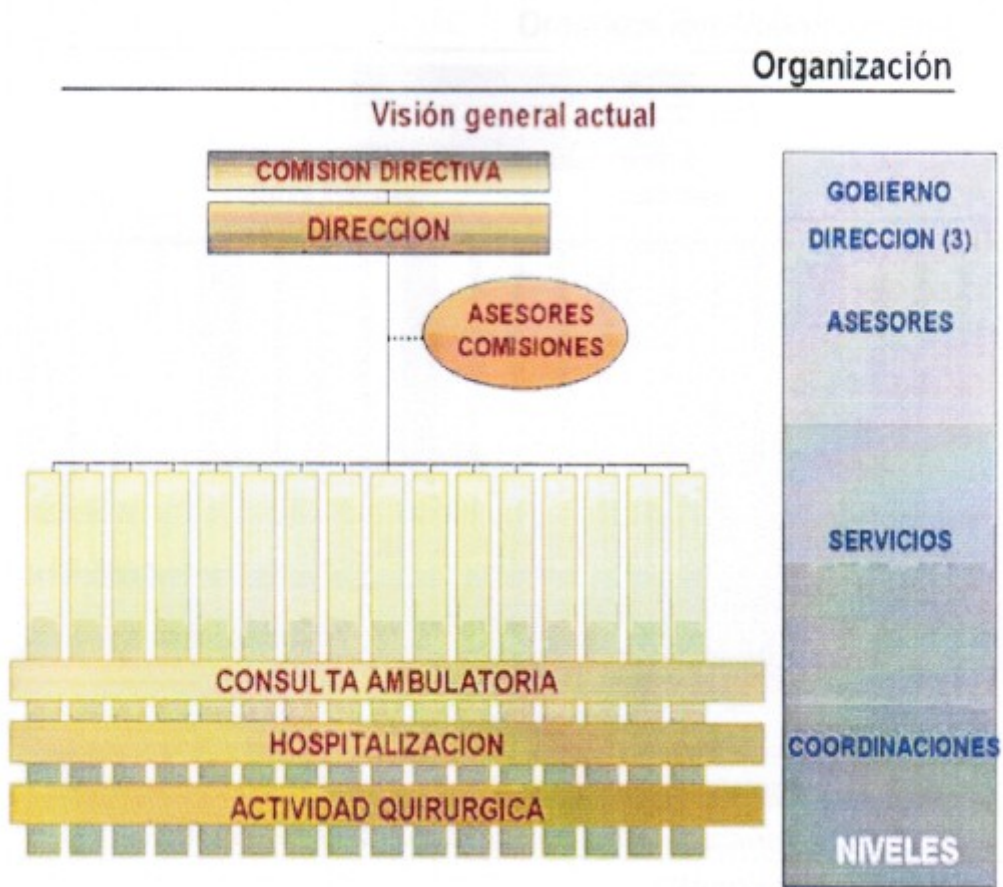 Organización
Visión general actual
COMISION DIRECTIVA
DIRECCION
ASESORES
COMISIONES
CONSULTA AMBULATORIA
HOSPITALIZACION
ACTIVIDAD QUIRURGICA
GOBIERNO
DIRECCION (3)
ASESORES
SERVICIOS
COORDINACIONES
NIVELES